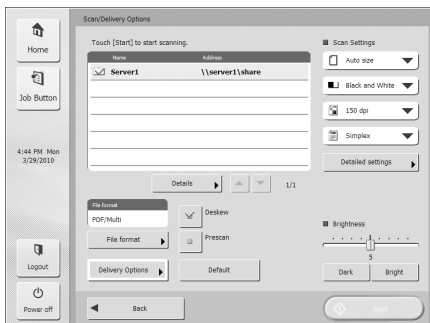 Scan/Delivery Options
Home
Job Button
4:44 PM Mon
3/29/2010
Logout
Power off
Touch [Start] to start scanning.
Name Address
Server1 \\server1\share
Details 1/1
File format
PDF/Multi
File format
Deskew
Prescan
Delivery Options
Default
Back
Scan Settings
Auto size
Black and White
150 dpi
Simplex
Detailed settings
Brightness
5
Dark Bright
Start